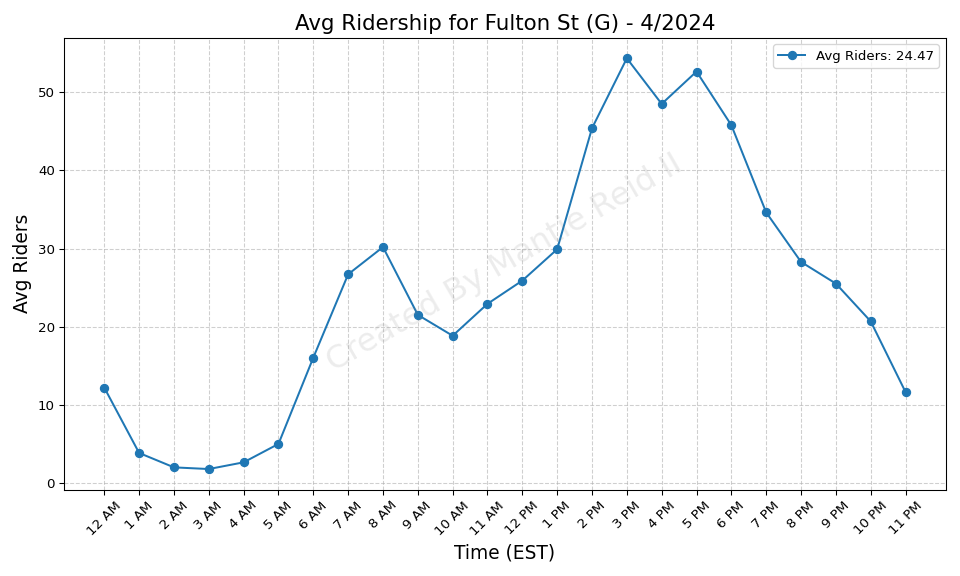 Avg Ridership for Fulton St (G) - 4/2024
Avg Riders: 24.47
Avg Riders
50
40
30
20
10
0
Created By Mantie Reid II
12 AM 1 AM 2 AM 3 AM 4 AM 5 AM 6 AM 7 AM 8 AM 9 AM 10 AM 11 AM 12 PM 1 PM 2 PM 3 PM 4 PM 5 PM 6 PM 7 PM 8 PM 9 PM 10 PM 11 PM
Time (EST)